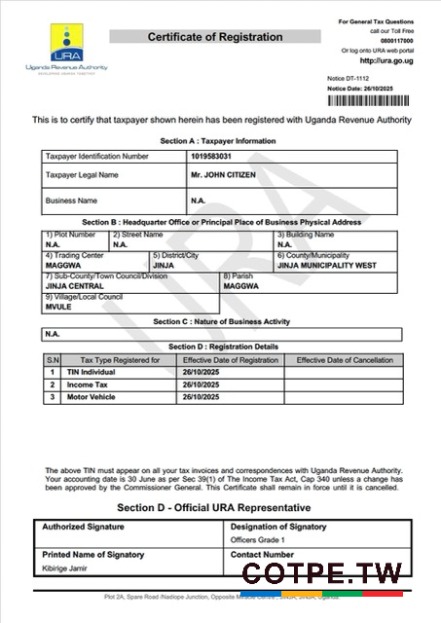 URA
Uganda Revenue Authority
DEVELOPING UGANDA TOGETHER
Certificate of Registration
For General Tax Questions
call our Toll Free
0800117000
Or log onto URA web portal
http://ura.go.ug
Notice DT-1112
Notice Date: 26/10/2025
This is to certify that taxpayer shown herein has been registered with Uganda Revenue Authority
Section A : Taxpayer Information
Taxpayer Identification Number 1019583031
Taxpayer Legal Name Mr. JOHN CITIZEN
Business Name N.A.
Section B : Headquarter Office or Principal Place of Business Physical Address
1) Plot Number 2) Street Name 3) Building Name
N.A. N.A. N.A.
4) Trading Center 5) District/City 6) County/Municipality
MAGGWA JINJA JINJA MUNICIPALITY WEST
7) Sub-County/Town Council/Division 8) Parish
JINJA CENTRAL MAGGWA
9) Village/Local Council
MVULE
Section C : Nature of Business Activity
N.A.
Section D : Registration Details
S.N Tax Type Registered for Effective Date of Registration Effective Date of Cancellation
1 TIN Individual 26/10/2025
2 Income Tax 26/10/2025
3 Motor Vehicle 26/10/2025
URA
The above TIN must appear on all your tax invoices and correspondences with Uganda Revenue Authority.
Your accounting date is 30 June as per Sec 39(1) of The Income Tax Act, Cap 340 unless a change has
been approved by the Commissioner General. This Certificate shall remain in force until it is cancelled.
Section D - Official URA Representative
Authorized Signature Designation of Signatory
Officers Grade 1
Printed Name of Signatory Contact Number
Kibirige Jamir
COTPE.TW
Plot 2A, Spare Road /Nadiope Junction, Opposite